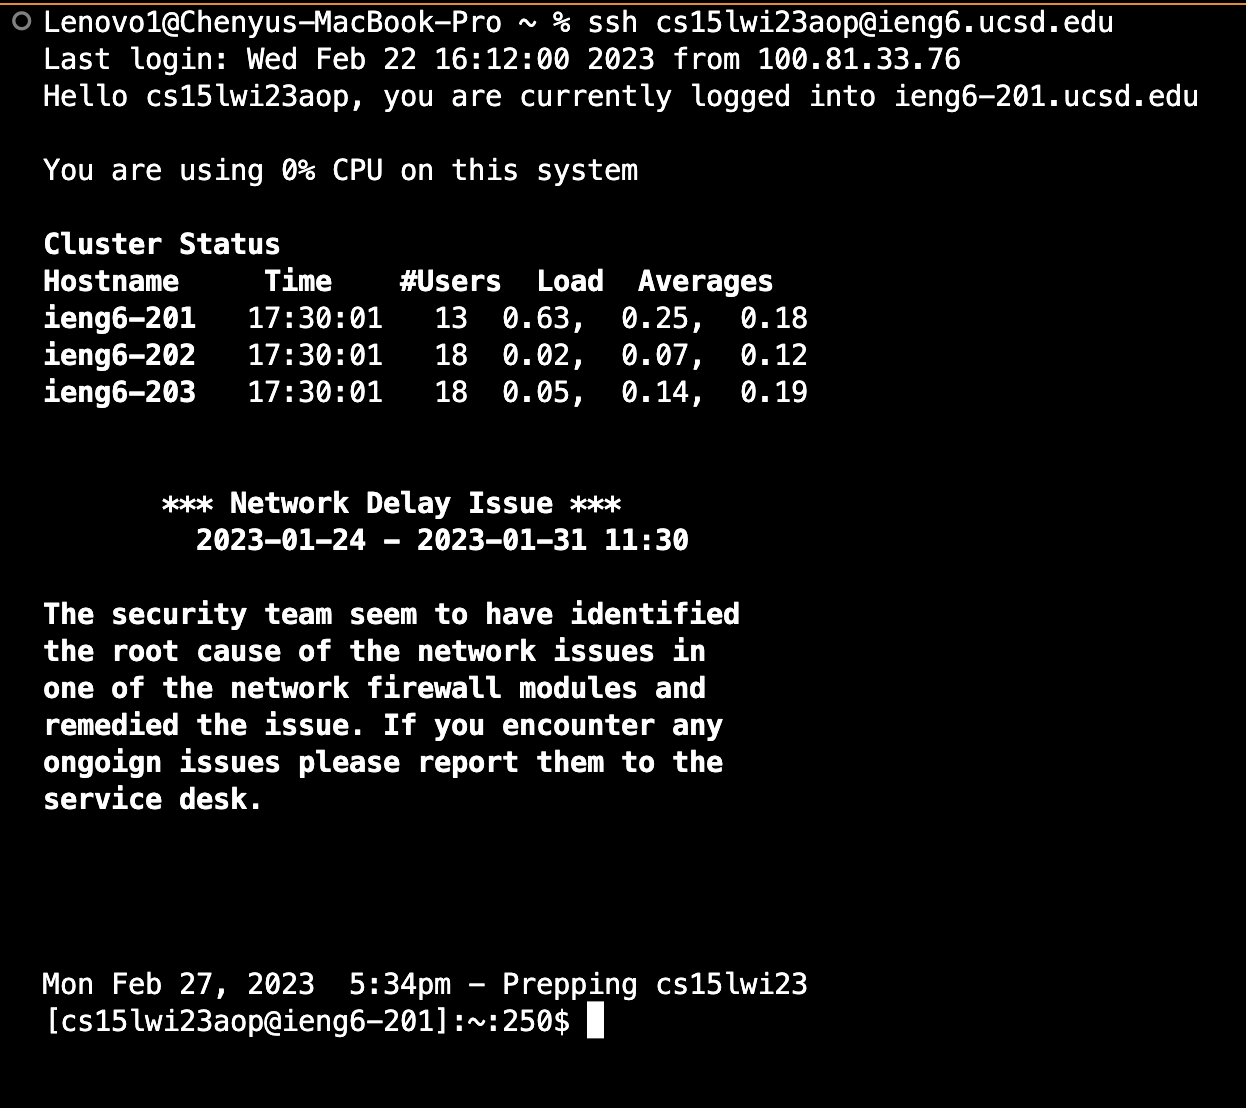 Lenovo1@Chenyus-MacBook-Pro ~ % ssh cs15lwi23aop@ieng6.ucsd.edu
Last login: Wed Feb 22 16:12:00 2023 from 100.81.33.76
Hello cs15lwi23aop, you are currently logged into ieng6-201.ucsd.edu
You are using 0% CPU on this system
Cluster Status
Hostname     Time    #Users  Load  Averages
ieng6-201   17:30:01   13  0.63,  0.25,  0.18
ieng6-202   17:30:01   18  0.02,  0.07,  0.12
ieng6-203   17:30:01   18  0.05,  0.14,  0.19
*** Network Delay Issue ***
2023-01-24 - 2023-01-31 11:30
The security team seem to have identified
the root cause of the network issues in
one of the network firewall modules and
remedied the issue. If you encounter any
ongoign issues please report them to the
service desk.
Mon Feb 27, 2023  5:34pm - Prepping cs15lwi23
[cs15lwi23aop@ieng6-201]:~:250$